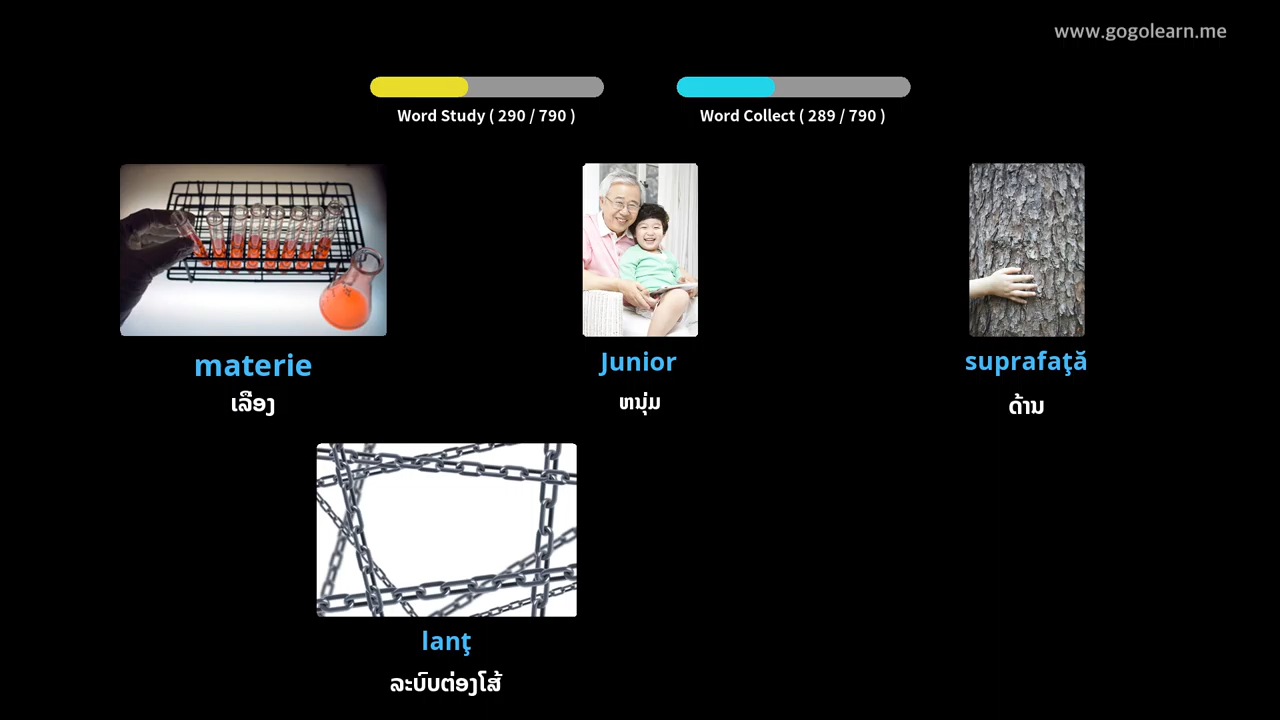 www.gogolearn.me
Word Study ( 290 / 790 )
Word Collect ( 289 / 790 )
materie
ເລືອງ
Junior
ຫນຸ່ມ
suprafaţă
ດ້ານ
lanţ
ລະບົບຕ່ອງໂສ້